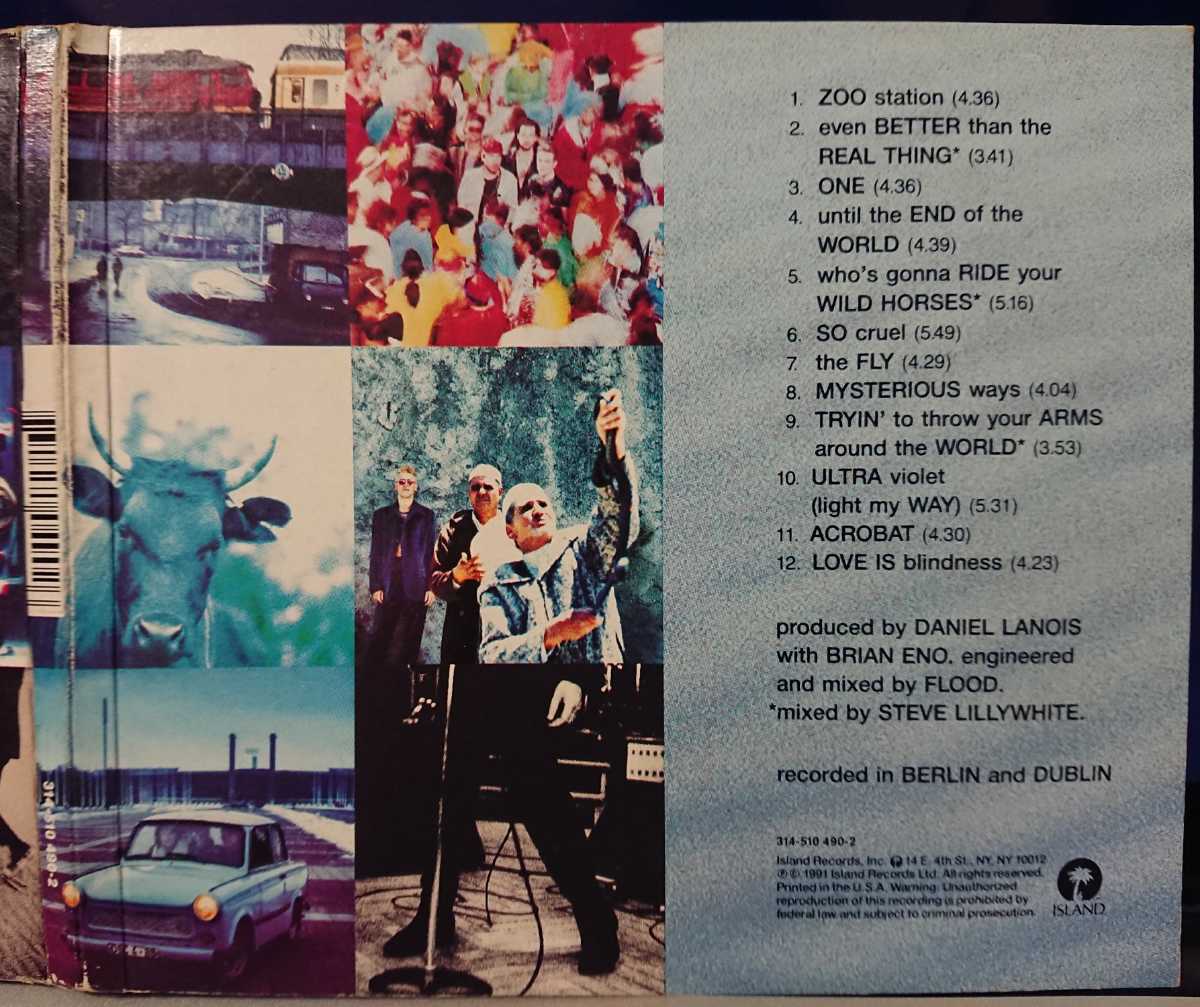 1. ZOO station (4.36)
2. even BETTER than the
REAL THING* (3.41)
3. ONE (4.36)
4. until the END of the
WORLD (4.39)
5. who's gonna RIDE your
WILD HORSES* (5.16)
6. SO cruel (5.49)
7. the FLY (4.29)
8. MYSTERIOUS ways (4.04)
9. TRYIN' to throw your ARMS
around the WORLD* (3.53)
10. ULTRA violet
(light my WAY) (5.31)
11. ACROBAT (4.30)
12. LOVE IS blindness (4.23)
produced by DANIEL LANOIS
with BRIAN ENO. engineered
and mixed by FLOOD.
*mixed by STEVE LILLYWHITE.
recorded in BERLIN and DUBLIN
314-510 490-2
Island Records, Inc. 14 E. 4th St., NY, NY 10012
℗ © 1991 Island Records Ltd. All rights reserved.
Printed in the U.S.A. Warning: Unauthorized
reproduction of this recording is prohibited by
federal law and subject to criminal prosecution.
ISLAND
314-510 490-2